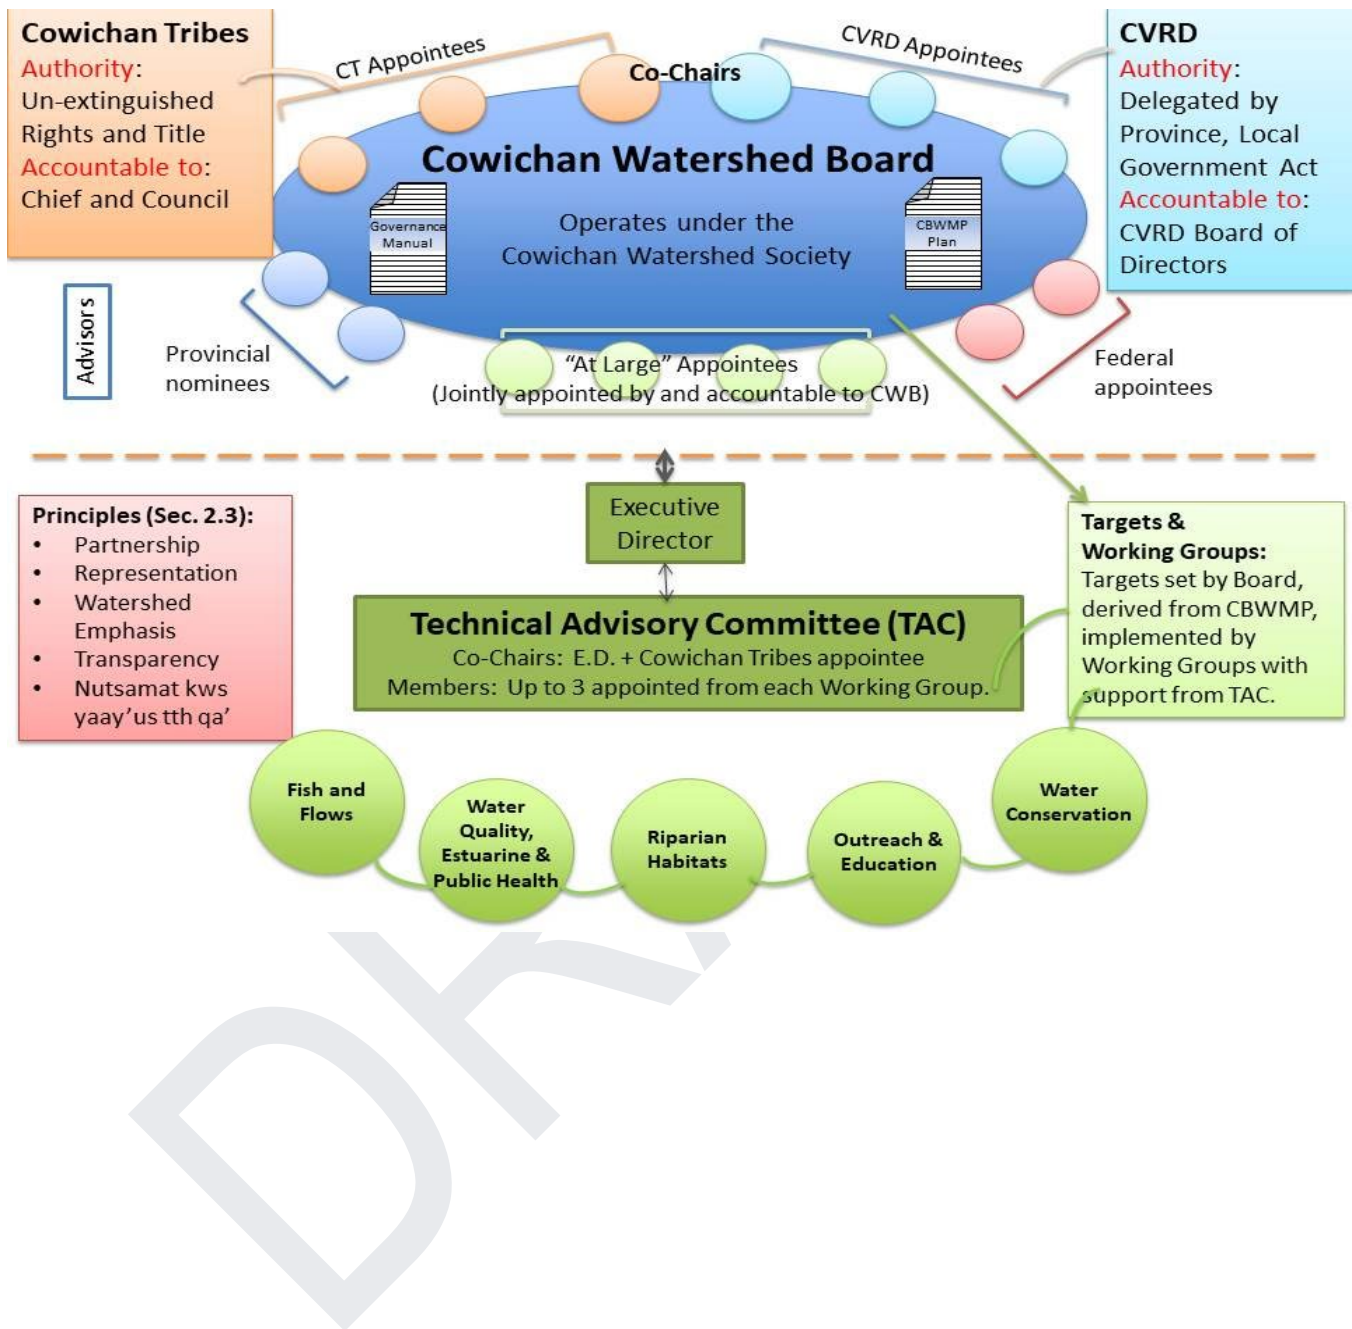 Cowichan Tribes
Authority:
Un-extinguished
Rights and Title
Accountable to:
Chief and Council
CT Appointees
Co-Chairs
CVRD Appointees
CVRD
Authority:
Delegated by
Province, Local
Government Act
Accountable to:
CVRD Board of
Directors
Cowichan Watershed Board
Governance
Manual
Operates under the
Cowichan Watershed Society
CBWMP
Plan
Advisors
Provincial
nominees
“At Large” Appointees
(Jointly appointed by and accountable to CWB)
Federal
appointees
Principles (Sec. 2.3):
• Partnership
• Representation
• Watershed
Emphasis
• Transparency
• Nutsamat kws
yaay’us tth qa’
Executive
Director
Technical Advisory Committee (TAC)
Co-Chairs: E.D. + Cowichan Tribes appointee
Members: Up to 3 appointed from each Working Group.
Targets &
Working Groups:
Targets set by Board,
derived from CBWMP,
implemented by
Working Groups with
support from TAC.
Fish and
Flows
Water
Quality,
Estuarine &
Public Health
Riparian
Habitats
Outreach &
Education
Water
Conservation